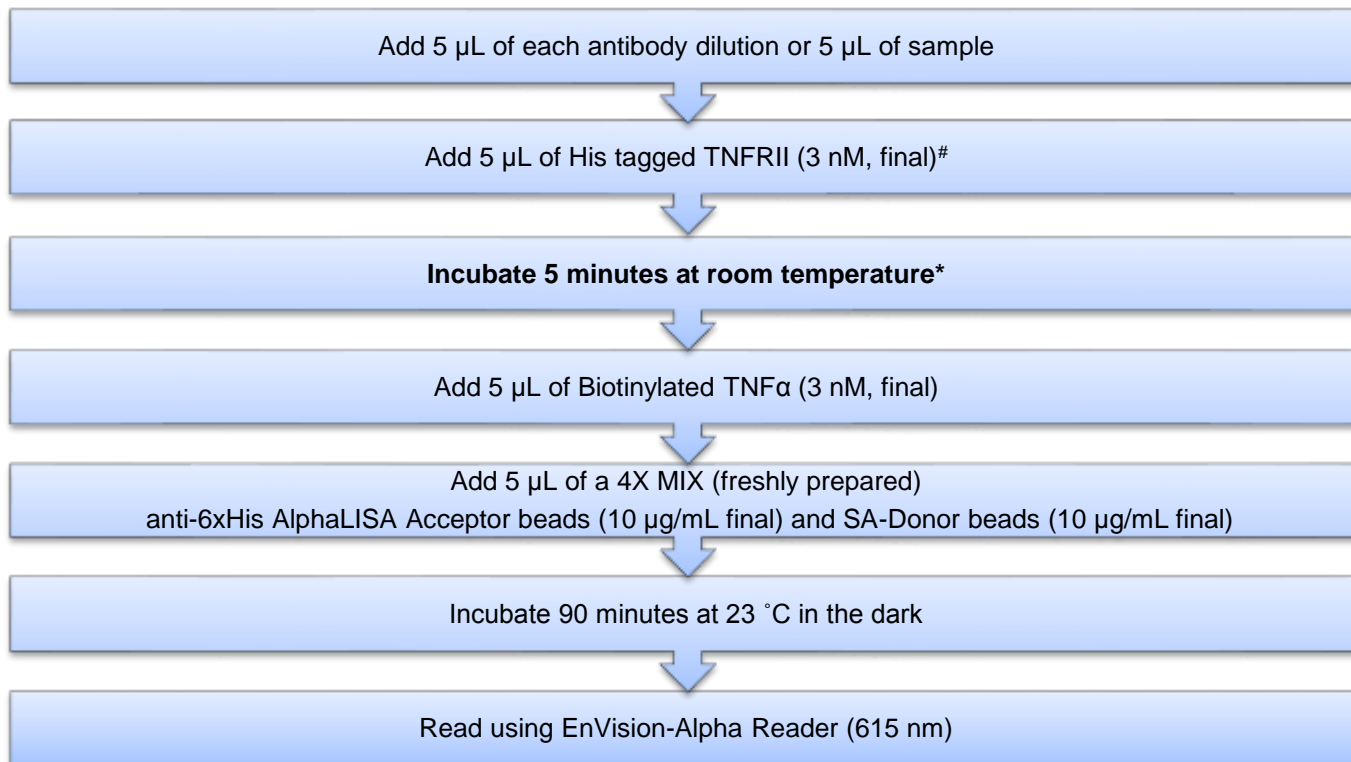 Add 5 µL of each antibody dilution or 5 µL of sample
Add 5 µL of His tagged TNFRII (3 nM, final)#
Incubate 5 minutes at room temperature*
Add 5 µL of Biotinylated TNFα (3 nM, final)
Add 5 µL of a 4X MIX (freshly prepared)
anti-6xHis AlphaLISA Acceptor beads (10 µg/mL final) and SA-Donor beads (10 µg/mL final)
Incubate 90 minutes at 23 ˚C in the dark
Read using EnVision-Alpha Reader (615 nm)